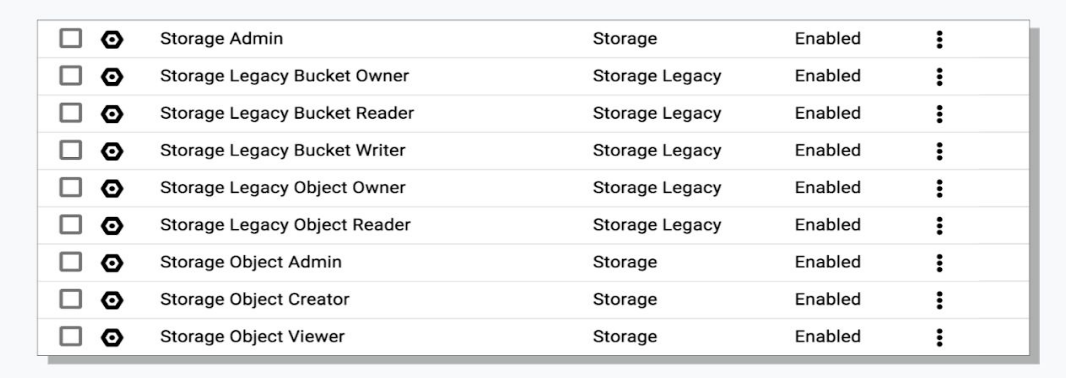 Storage Admin Storage Enabled
Storage Legacy Bucket Owner Storage Legacy Enabled
Storage Legacy Bucket Reader Storage Legacy Enabled
Storage Legacy Bucket Writer Storage Legacy Enabled
Storage Legacy Object Owner Storage Legacy Enabled
Storage Legacy Object Reader Storage Legacy Enabled
Storage Object Admin Storage Enabled
Storage Object Creator Storage Enabled
Storage Object Viewer Storage Enabled